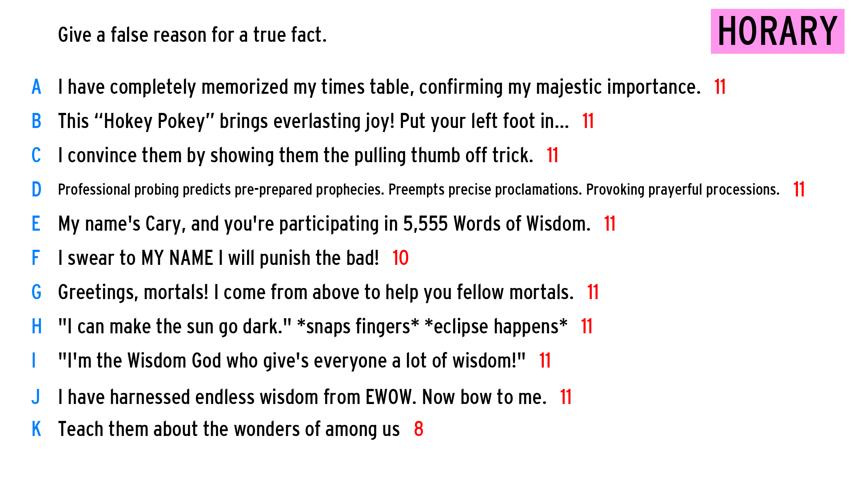 Give a false reason for a true fact.
HORARY
A I have completely memorized my times table, confirming my majestic importance. 11
B This “Hokey Pokey” brings everlasting joy! Put your left foot in... 11
C I convince them by showing them the pulling thumb off trick. 11
D Professional probing predicts pre-prepared prophecies. Preempts precise proclamations. Provoking prayerful processions. 11
E My name's Cary, and you're participating in 5,555 Words of Wisdom. 11
F I swear to MY NAME I will punish the bad! 10
G Greetings, mortals! I come from above to help you fellow mortals. 11
H "I can make the sun go dark." *snaps fingers* *eclipse happens* 11
I "I'm the Wisdom God who give's everyone a lot of wisdom!" 11
J I have harnessed endless wisdom from EWOW. Now bow to me. 11
K Teach them about the wonders of among us 8